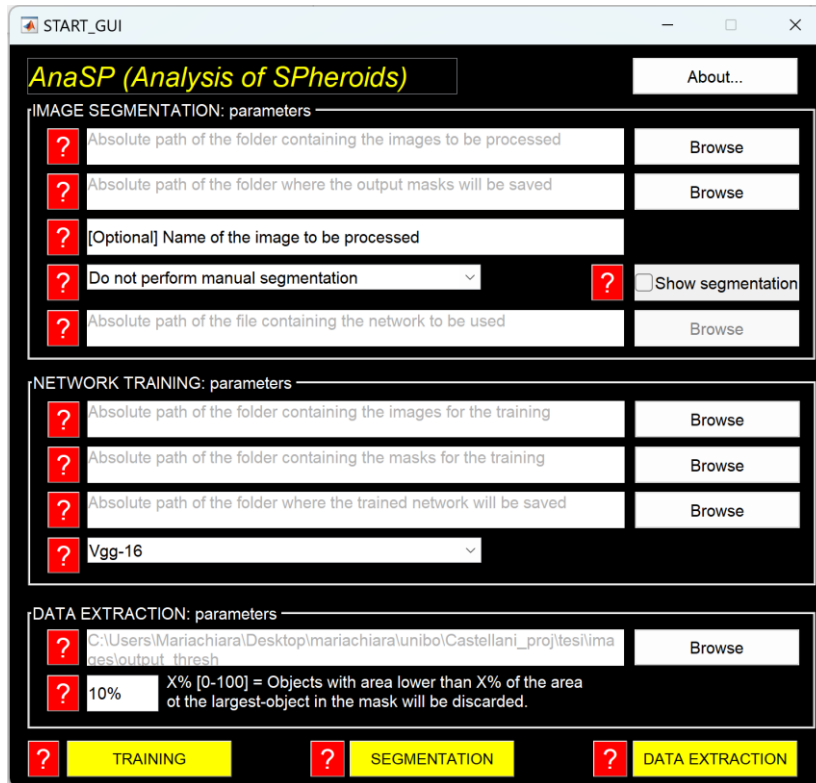 START_GUI
AnaSP (Analysis of SPheroids)
About...
IMAGE SEGMENTATION: parameters
? Absolute path of the folder containing the images to be processed Browse
? Absolute path of the folder where the output masks will be saved Browse
? [Optional] Name of the image to be processed
? Do not perform manual segmentation ? Show segmentation
? Absolute path of the file containing the network to be used Browse
NETWORK TRAINING: parameters
? Absolute path of the folder containing the images for the training Browse
? Absolute path of the folder containing the masks for the training Browse
? Absolute path of the folder where the trained network will be saved Browse
? Vgg-16
DATA EXTRACTION: parameters
? C:\Users\Mariachiara\Desktop\mariachiara\unibo\Castellani_proj\tesi\ima Browse
ges\output_thresh
? 10% X% [0-100] = Objects with area lower than X% of the area
ot the largest-object in the mask will be discarded.
? TRAINING ? SEGMENTATION ? DATA EXTRACTION